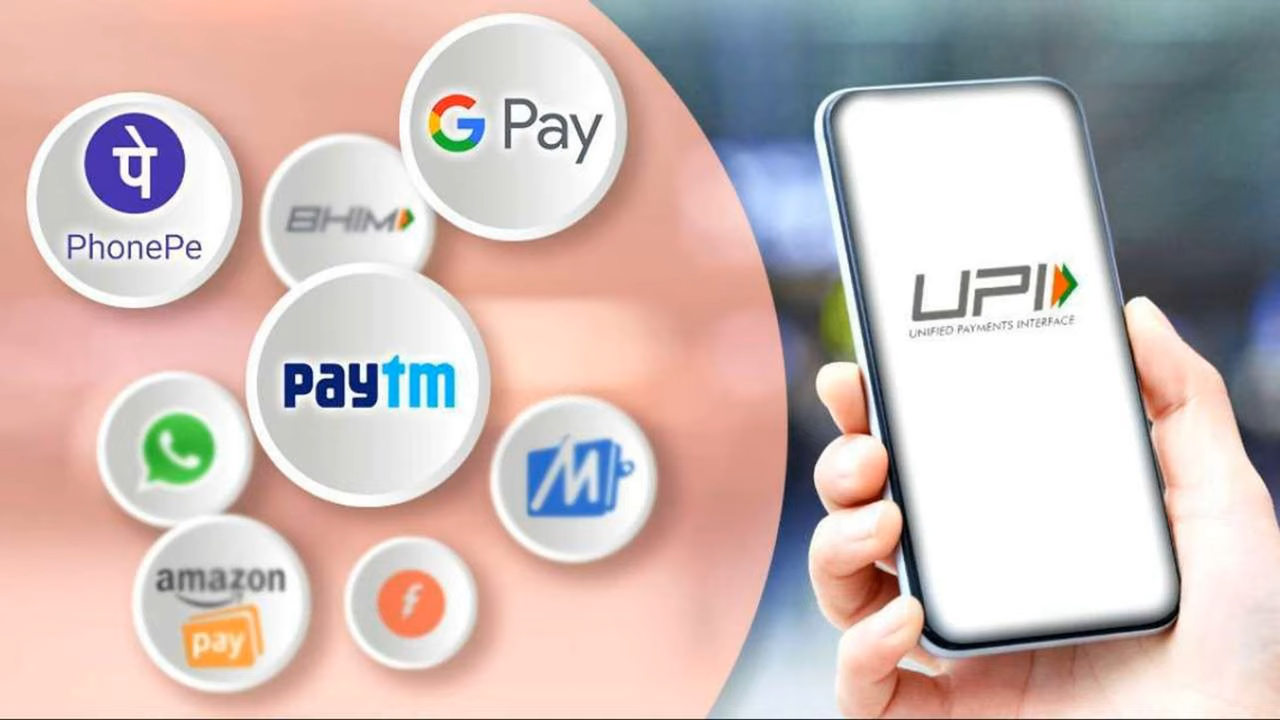 G Pay
पे
PhonePe
BHIM
paytm
M
amazon
pay
f
UPI
UNIFIED PAYMENTS INTERFACE